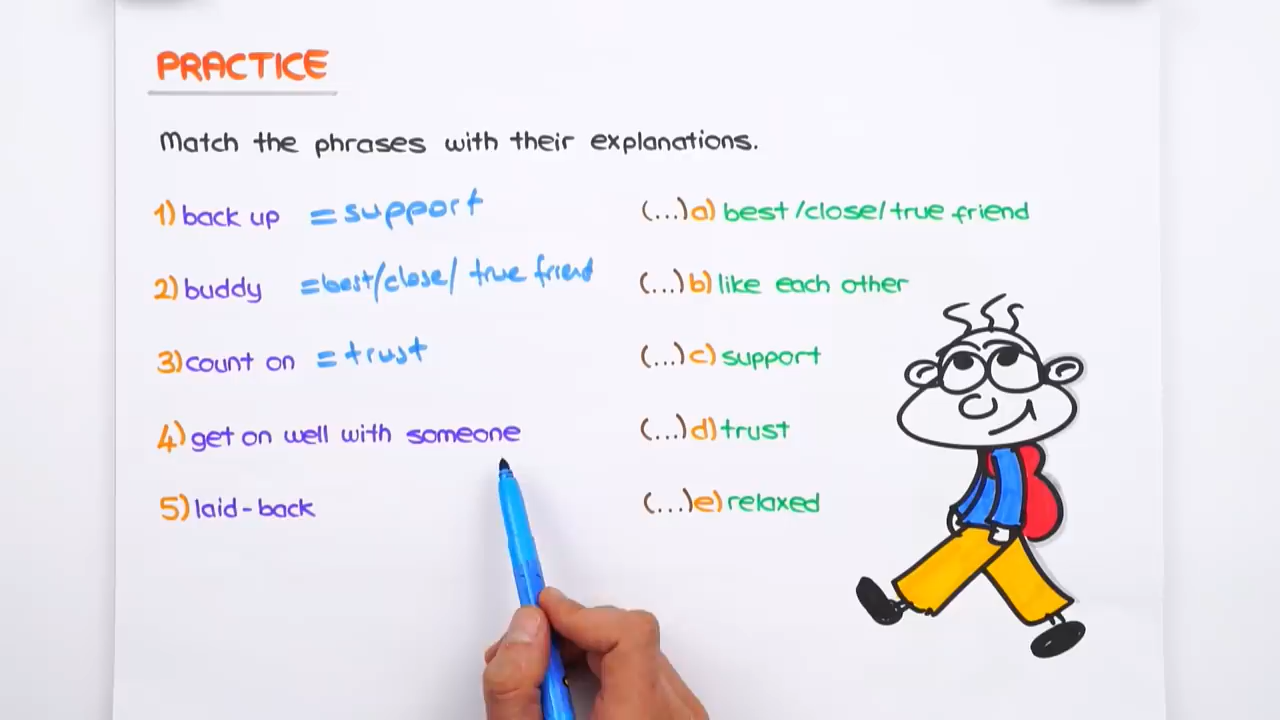 PRACTICE
Match the phrases with their explanations.
1) back up = support (...) a) best/close/true friend
2) buddy = best/close/ true friend (...) b) like each other
3) count on = trust (...) c) support
4) get on well with someone (...) d) trust
5) laid-back (...) e) relaxed